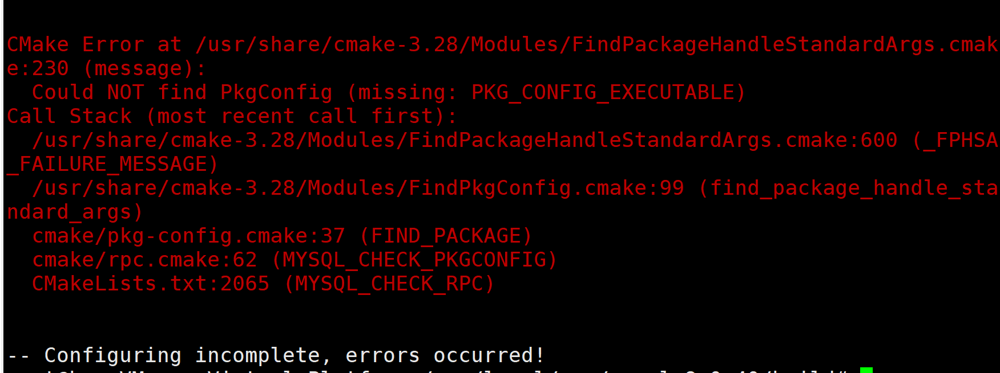 CMake Error at /usr/share/cmake-3.28/Modules/FindPackageHandleStandardArgs.cmak
e:230 (message):
  Could NOT find PkgConfig (missing: PKG_CONFIG_EXECUTABLE)
Call Stack (most recent call first):
  /usr/share/cmake-3.28/Modules/FindPackageHandleStandardArgs.cmake:600 (_FPHSA
_FAILURE_MESSAGE)
  /usr/share/cmake-3.28/Modules/FindPkgConfig.cmake:99 (find_package_handle_sta
ndard_args)
  cmake/pkg-config.cmake:37 (FIND_PACKAGE)
  cmake/rpc.cmake:62 (MYSQL_CHECK_PKGCONFIG)
  CMakeLists.txt:2065 (MYSQL_CHECK_RPC)
-- Configuring incomplete, errors occurred!